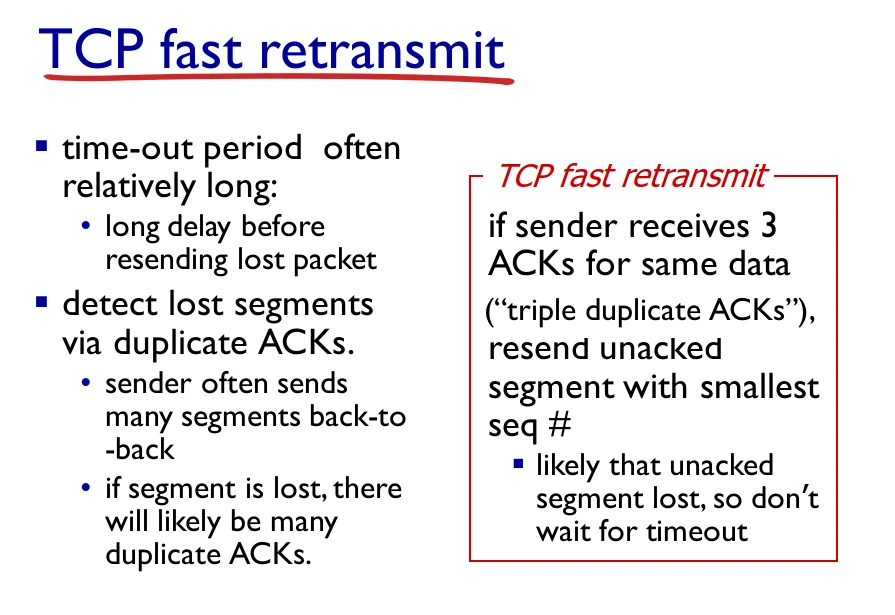 TCP fast retransmit
time-out period often
relatively long:
long delay before
resending lost packet
detect lost segments
via duplicate ACKs.
sender often sends
many segments back-to
-back
if segment is lost, there
will likely be many
duplicate ACKs.
TCP fast retransmit
if sender receives 3
ACKs for same data
(“triple duplicate ACKs”),
resend unacked
segment with smallest
seq #
likely that unacked
segment lost, so don’t
wait for timeout